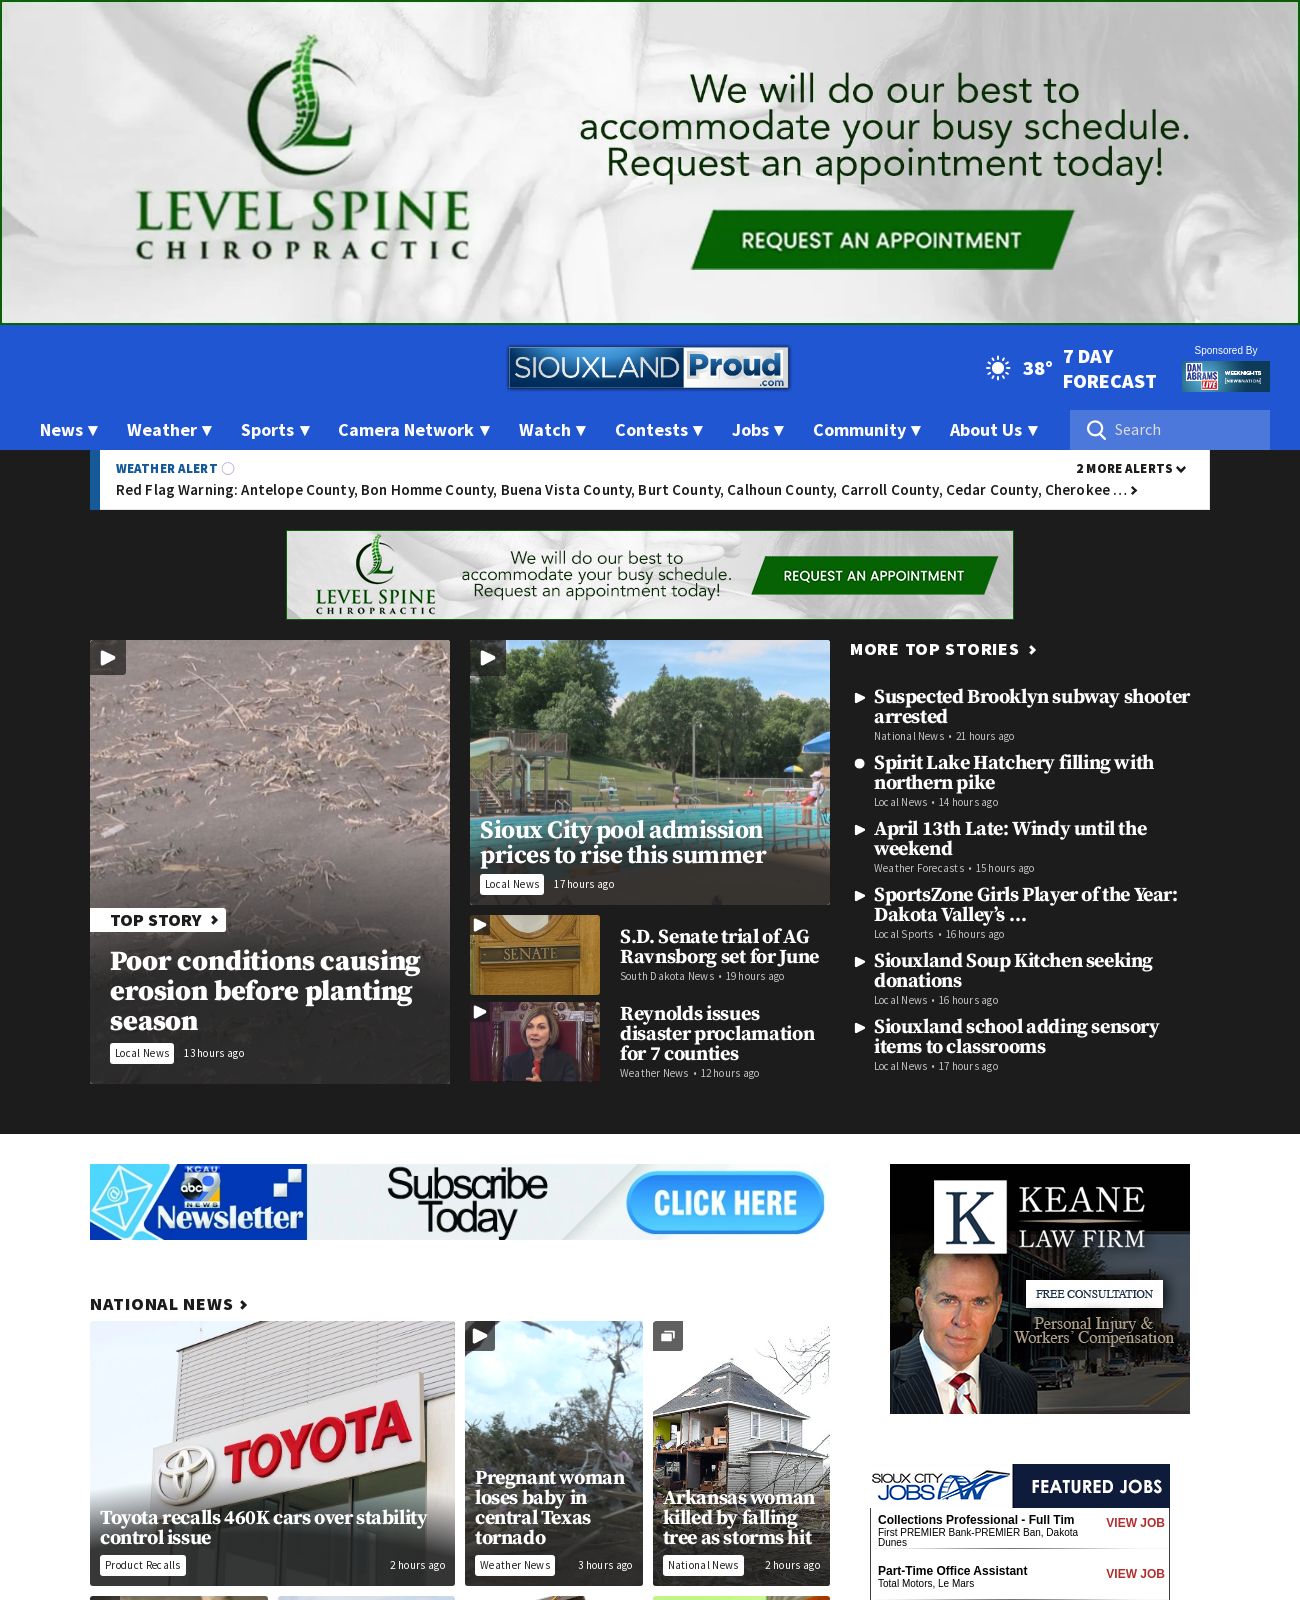 LEVEL SPINE
CHIROPRACTIC
We will do our best to
accommodate your busy schedule.
Request an appointment today!
REQUEST AN APPOINTMENT
SIOUXLAND Proud
.com
38°
7 DAY
FORECAST
Sponsored By
DAN
ABRAMS
LIVE
WEEKNIGHTS
News ▼
Weather ▼
Sports ▼
Camera Network ▼
Watch ▼
Contests ▼
Jobs ▼
Community ▼
About Us ▼
Search
WEATHER ALERT
2 MORE ALERTS
Red Flag Warning: Antelope County, Bon Homme County, Buena Vista County, Burt County, Calhoun County, Carroll County, Cedar County, Cherokee …
LEVEL SPINE
CHIROPRACTIC
We will do our best to
accommodate your busy schedule.
Request an appointment today!
REQUEST AN APPOINTMENT
TOP STORY
Poor conditions causing
erosion before planting
season
Local News
13 hours ago
Sioux City pool admission
prices to rise this summer
Local News
17 hours ago
SENATE
S.D. Senate trial of AG
Ravnsborg set for June
South Dakota News • 19 hours ago
Reynolds issues
disaster proclamation
for 7 counties
Weather News • 12 hours ago
MORE TOP STORIES
Suspected Brooklyn subway shooter
arrested
National News • 21 hours ago
Spirit Lake Hatchery filling with
northern pike
Local News • 14 hours ago
April 13th Late: Windy until the
weekend
Weather Forecasts • 15 hours ago
SportsZone Girls Player of the Year:
Dakota Valley’s …
Local Sports • 16 hours ago
Siouxland Soup Kitchen seeking
donations
Local News • 16 hours ago
Siouxland school adding sensory
items to classrooms
Local News • 17 hours ago
KCAU
abc 9
NEWS
Newsletter
Subscribe
Today
CLICK HERE
K KEANE
LAW FIRM
FREE CONSULTATION
Personal Injury &
Workers' Compensation
NATIONAL NEWS
TOYOTA
Toyota recalls 460K cars over stability
control issue
Product Recalls
2 hours ago
Pregnant woman
loses baby in
central Texas
tornado
Weather News
3 hours ago
Arkansas woman
killed by falling
tree as storms hit
National News
2 hours ago
SIOUX CITY
JOBS
FEATURED JOBS
Collections Professional - Full Tim
First PREMIER Bank-PREMIER Ban, Dakota
Dunes
VIEW JOB
Part-Time Office Assistant
Total Motors, Le Mars
VIEW JOB